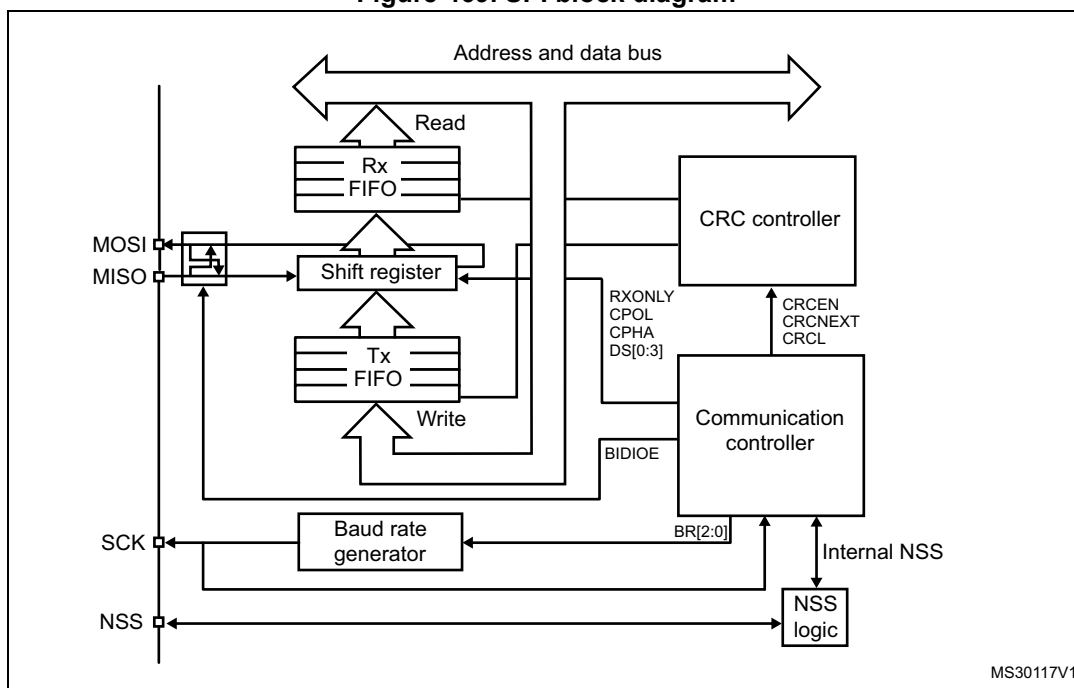 Address and data bus
Read
Rx
FIFO
CRC controller
MOSI
MISO
Shift register
RXONLY
CPOL
CPHA
DS[0:3]
CRCEN
CRCNEXT
CRCL
Tx
FIFO
Write
Communication
controller
BIDIOE
SCK
Baud rate
generator
BR[2:0]
Internal NSS
NSS
NSS
logic
MS30117V1